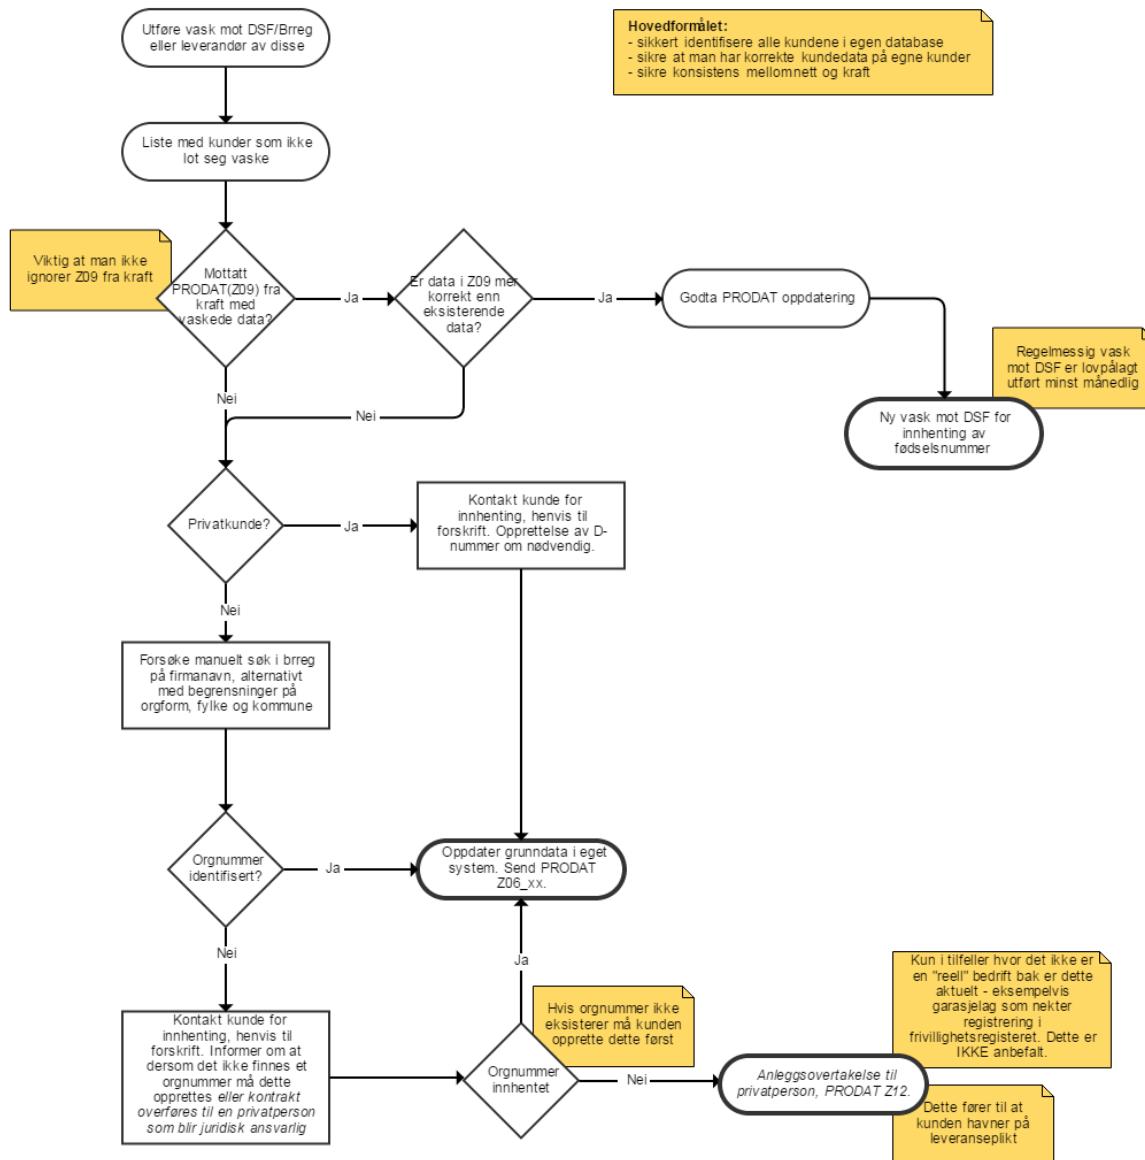 Utføre vask mot DSF/Brreg
eller leverandør av disse
Hovedformålet:
- sikkert identifisere alle kundene i egen database
- sikre at man har korrekte kundedata på egne kunder
- sikre konsistens mellomnett og kraft
Liste med kunder som ikke
lot seg vaske
Viktig at man ikke
ignorer Z09 fra kraft
Mottatt
PRODAT(Z09) fra
kraft med
vaskede data?
Ja
Er data i Z09 mer
korrekt enn
eksisterende
data?
Ja
Godta PRODAT oppdatering
Regelmessig vask
mot DSF er lovpålagt
utført minst månedlig
Ny vask mot DSF for
innhenting av
fødselsnummer
Nei
Nei
Privatkunde?
Ja
Kontakt kunde for
innhenting, henvis til
forskrift. Opprettelse av D-
nummer om nødvendig.
Nei
Forsøke manuelt søk i brreg
på firmanavn, alternativt
med begrensninger på
orgform, fylke og kommune
Orgnummer
identifisert?
Ja
Oppdater grunndata i eget
system. Send PRODAT
Z06_xx.
Nei
Ja
Kontakt kunde for
innhenting, henvis til
forskrift. Informer om at
dersom det ikke finnes et
orgnummer må dette
opprettes eller kontrakt
overføres til en privatperson
som blir juridisk ansvarlig
Hvis orgnummer ikke
eksisterer må kunden
opprette dette først
Orgnummer
innhentet
Nei
Kun i tilfeller hvor det ikke er
en "reell" bedrift bak er dette
aktuelt - eksempelvis
garasjelag som nekter
registrering i
frivillighetsregisteret. Dette er
IKKE anbefalt.
Anleggsovertakelse til
privatperson, PRODAT Z12.
Dette fører til at
kunden havner på
leveranseplikt